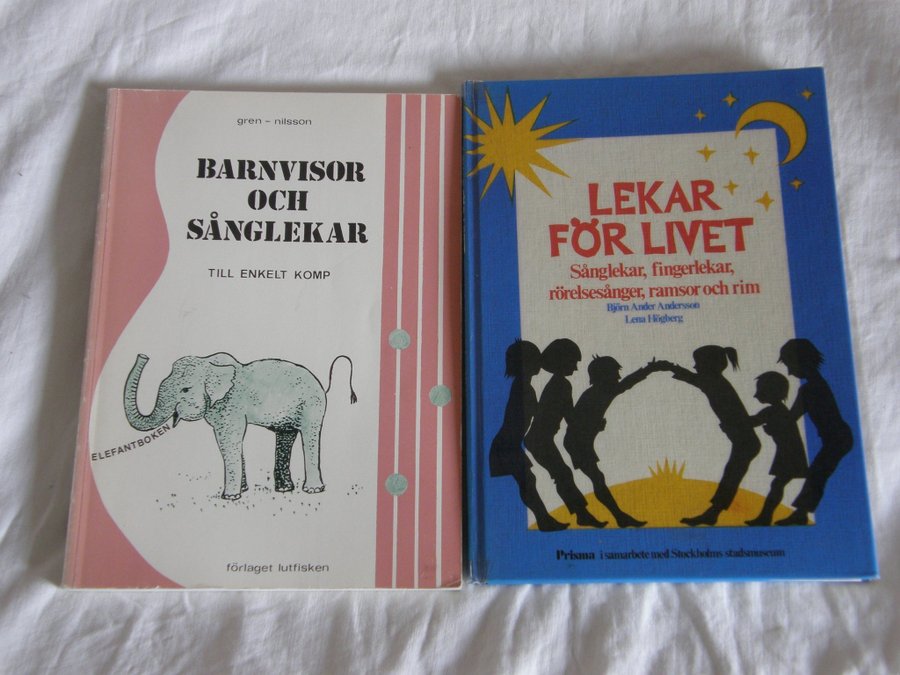 gren – nilsson
BARNVISOR
OCH
SÅNGLEKAR
TILL ENKELT KOMP
ELEFANTBOKEN
förlaget lutfisken
LEKAR
FÖR LIVET
Sånglekar, fingerlekar,
rörelsesånger, ramsor och rim
Björn Ander Andersson
Lena Högberg
Prisma i samarbete med Stockholms stadsmuseum